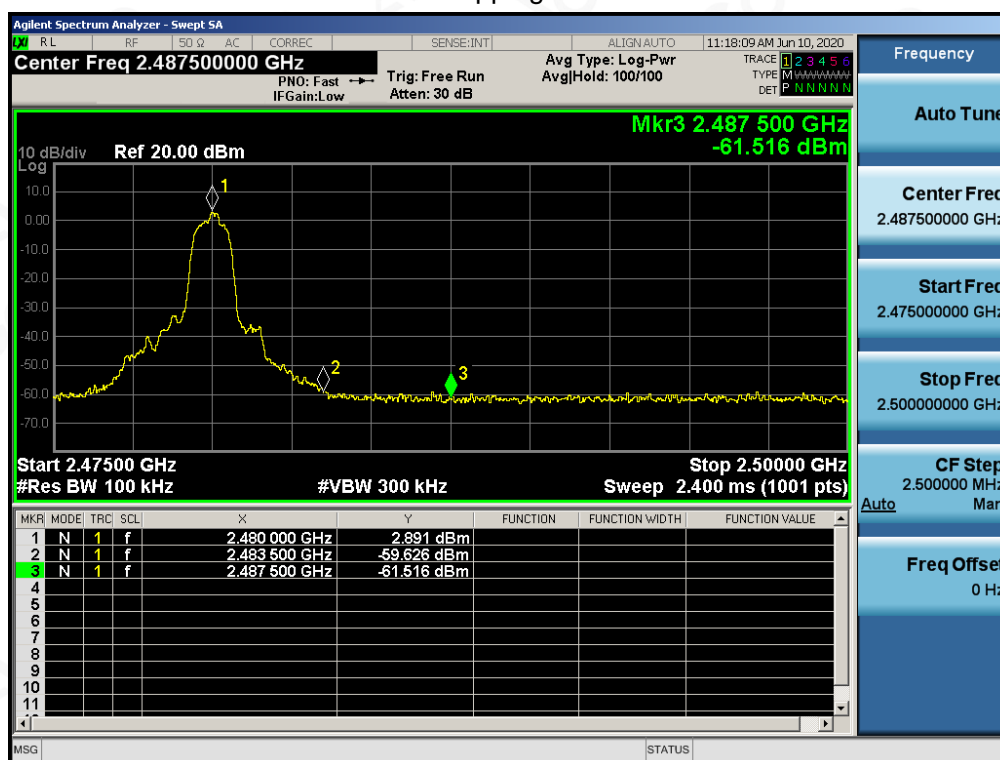 Agilent Spectrum Analyzer - Swept SA
LXI RL RF 50 Ω AC CORREC SENSE:INT ALIGNAUTO 11:18:09 AM Jun 10, 2020
Center Freq 2.487500000 GHz
PNO: Fast
IFGain:Low
Trig: Free Run
Atten: 30 dB
Avg Type: Log-Pwr
Avg|Hold: 100/100
TRACE 1 2 3 4 5 6
TYPE M
DET P N N N N N
Mkr3 2.487 500 GHz
-61.516 dBm
10 dB/div Ref 20.00 dBm
Log
10.0
0.00
-10.0
-20.0
-30.0
-40.0
-50.0
-60.0
-70.0
1
2
3
Start 2.47500 GHz Stop 2.50000 GHz
#Res BW 100 kHz #VBW 300 kHz Sweep 2.400 ms (1001 pts)
MKR MODE TRC SCL X Y FUNCTION FUNCTION WIDTH FUNCTION VALUE
1 N 1 f 2.480 000 GHz 2.891 dBm
2 N 1 f 2.483 500 GHz -59.626 dBm
3 N 1 f 2.487 500 GHz -61.516 dBm
4
5
6
7
8
9
10
11
MSG STATUS
Frequency
Auto Tune
Center Freq
2.487500000 GHz
Start Freq
2.475000000 GHz
Stop Freq
2.500000000 GHz
CF Step
2.500000 MHz
Auto Man
Freq Offset
0 Hz